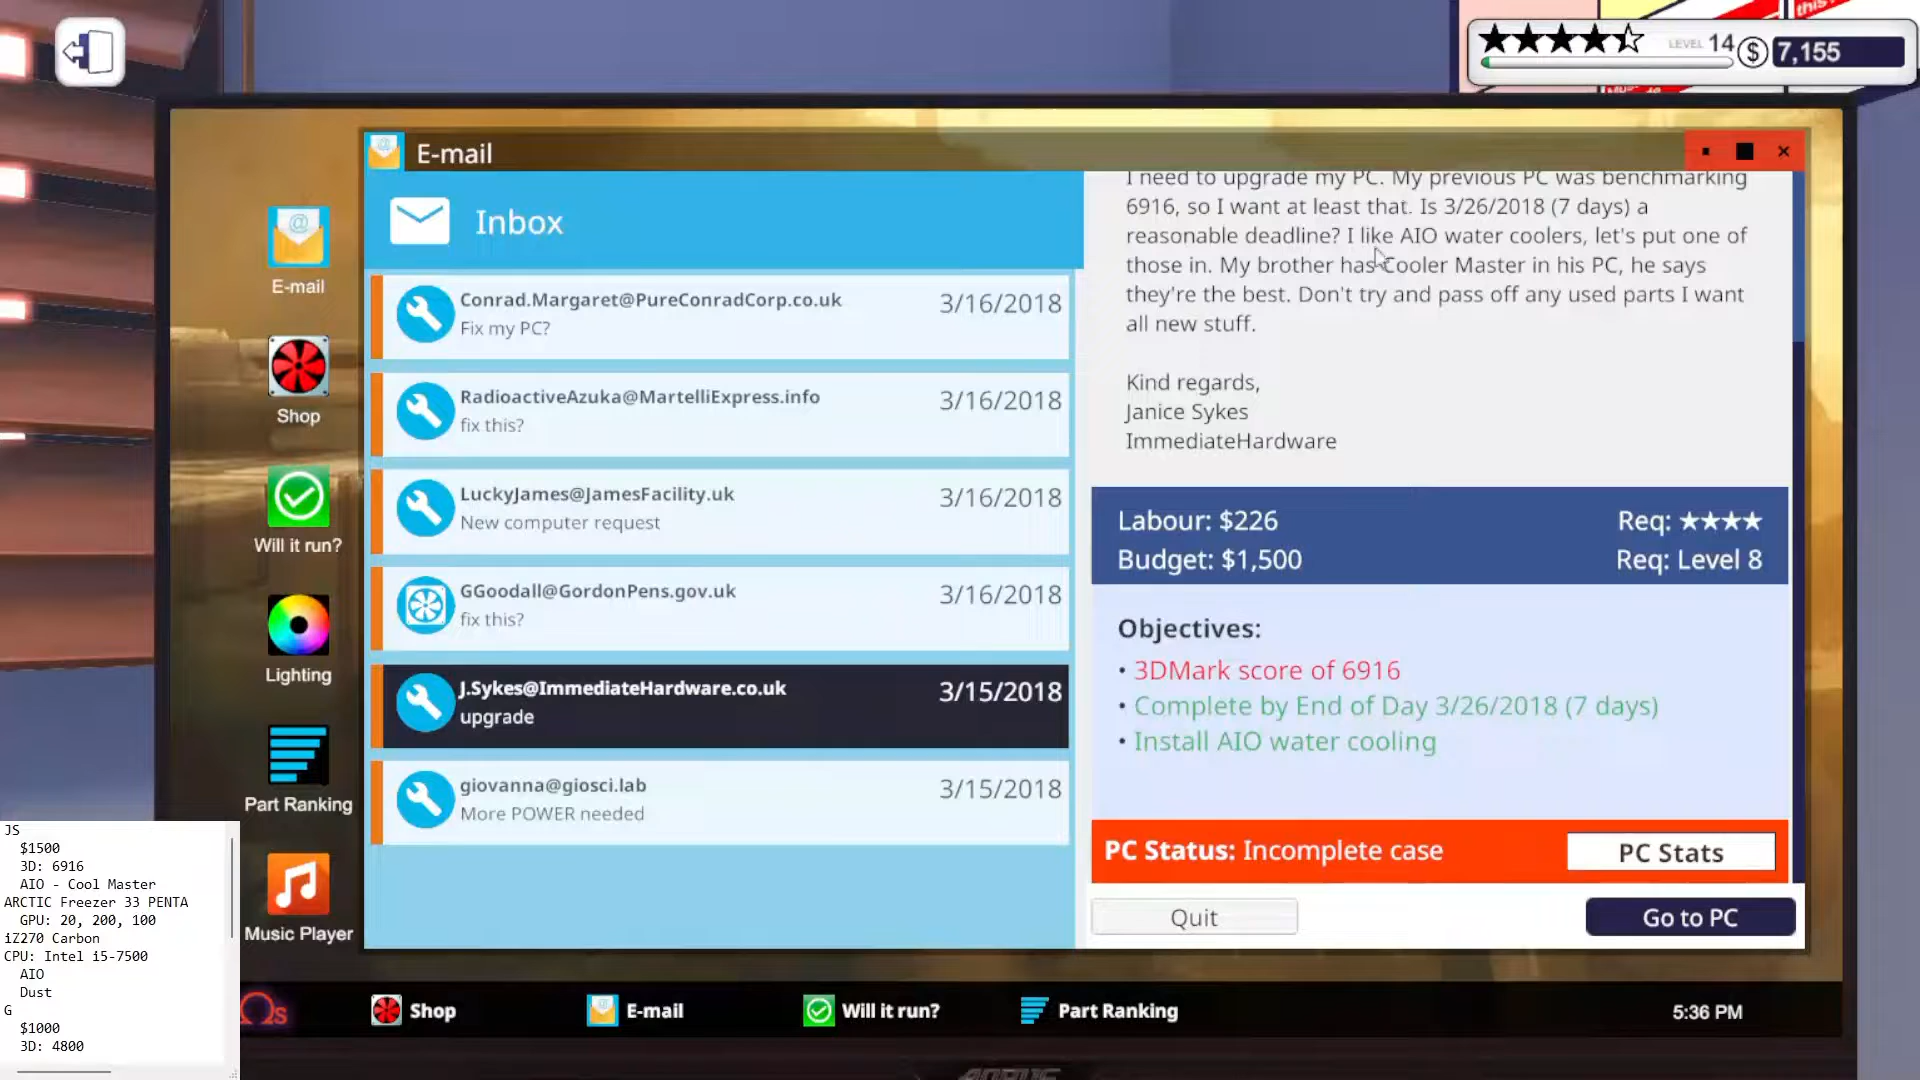 LEVEL 14
$ 7,155
E-mail
Inbox
Conrad.Margaret@PureConradCorp.co.uk 3/16/2018
Fix my PC?
RadioactiveAzuka@MartelliExpress.info 3/16/2018
fix this?
LuckyJames@JamesFacility.uk 3/16/2018
New computer request
GGoodall@GordonPens.gov.uk 3/16/2018
fix this?
J.Sykes@ImmediateHardware.co.uk 3/15/2018
upgrade
giovanna@giosci.lab 3/15/2018
More POWER needed
I need to upgrade my PC. My previous PC was benchmarking
6916, so I want at least that. Is 3/26/2018 (7 days) a
reasonable deadline? I like AIO water coolers, let's put one of
those in. My brother has Cooler Master in his PC, he says
they're the best. Don't try and pass off any used parts I want
all new stuff.
Kind regards,
Janice Sykes
ImmediateHardware
Labour: $226 Req: ★★★★
Budget: $1,500 Req: Level 8
Objectives:
• 3DMark score of 6916
• Complete by End of Day 3/26/2018 (7 days)
• Install AIO water cooling
PC Status: Incomplete case PC Stats
Quit Go to PC
E-mail
Shop
Will it run?
Lighting
Part Ranking
Music Player
JS
$1500
3D: 6916
AIO - Cool Master
ARCTIC Freezer 33 PENTA
GPU: 20, 200, 100
iZ270 Carbon
CPU: Intel i5-7500
AIO
Dust
G
$1000
3D: 4800
Ωs Shop E-mail Will it run? Part Ranking 5:36 PM